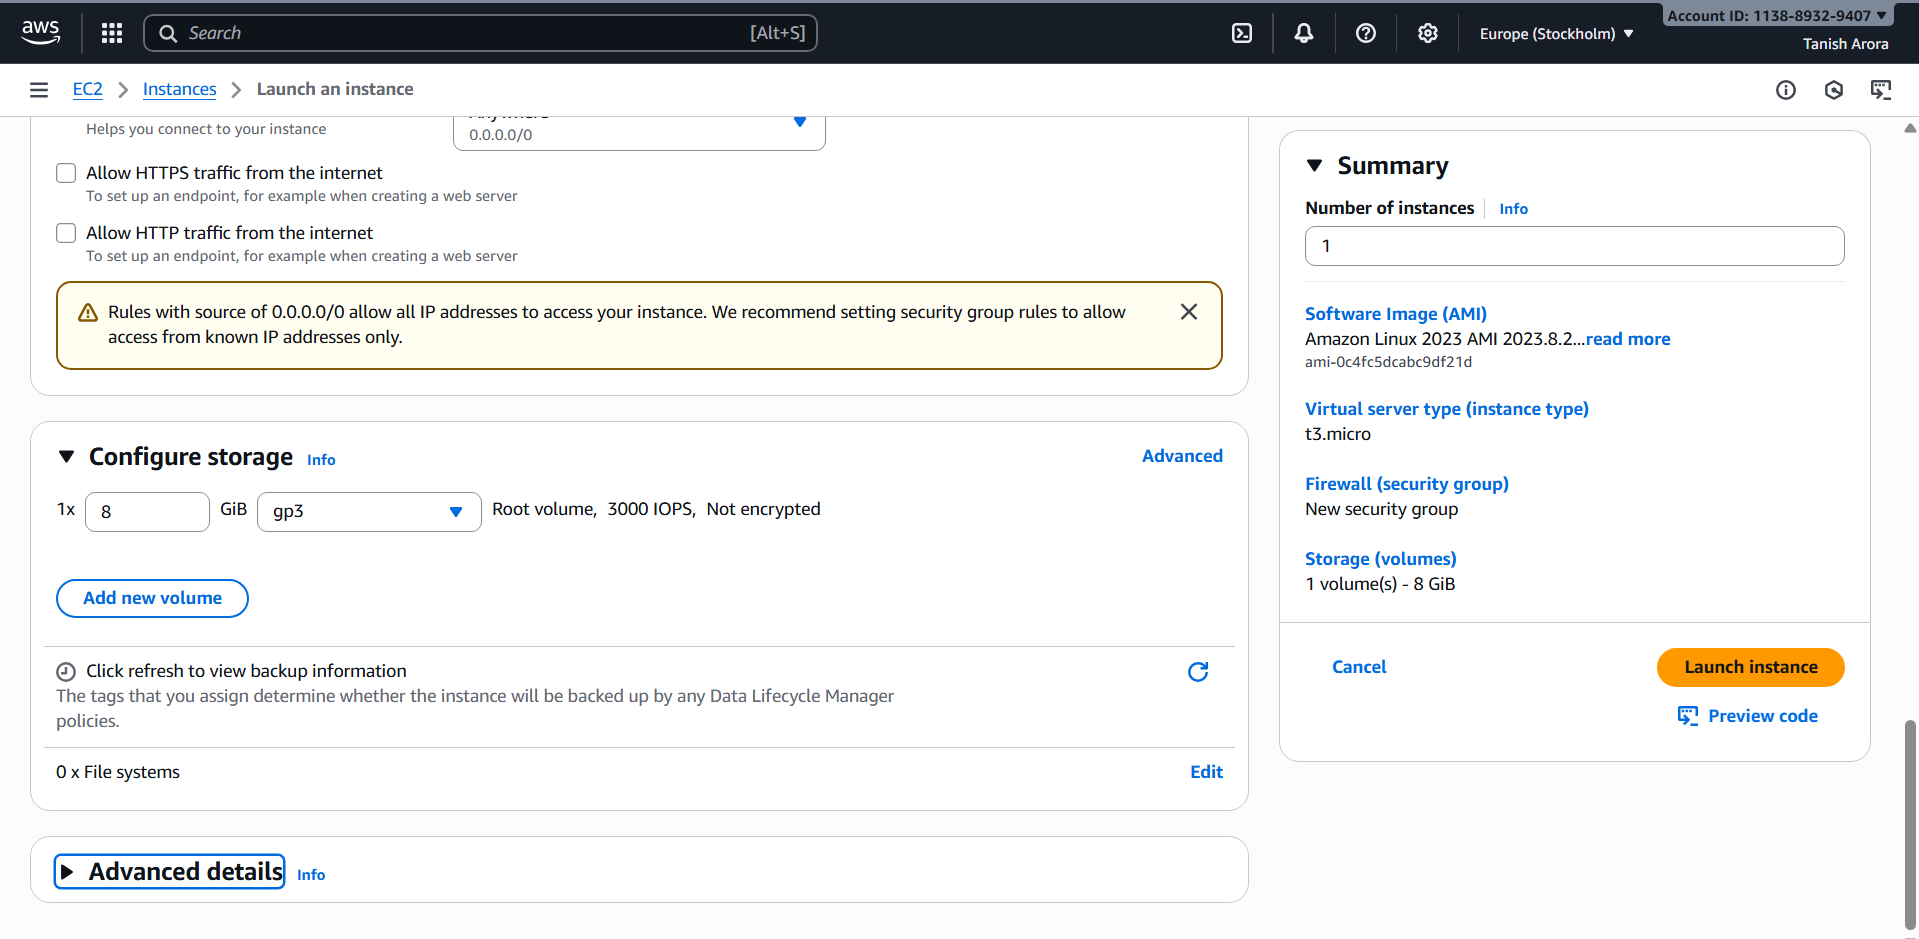 aws
Search
[Alt+S]
Europe (Stockholm)
Account ID: 1138-8932-9407
Tanish Arora
EC2
Instances
Launch an instance
Helps you connect to your instance
Anywhere
0.0.0.0/0
Allow HTTPS traffic from the internet
To set up an endpoint, for example when creating a web server
Allow HTTP traffic from the internet
To set up an endpoint, for example when creating a web server
Rules with source of 0.0.0.0/0 allow all IP addresses to access your instance. We recommend setting security group rules to allow
access from known IP addresses only.
Configure storage
Info
Advanced
1x
8
GiB
gp3
Root volume, 3000 IOPS, Not encrypted
Add new volume
Click refresh to view backup information
The tags that you assign determine whether the instance will be backed up by any Data Lifecycle Manager
policies.
0 x File systems
Edit
Advanced details
Info
Summary
Number of instances
Info
1
Software Image (AMI)
Amazon Linux 2023 AMI 2023.8.2...read more
ami-0c4fc5dcabc9df21d
Virtual server type (instance type)
t3.micro
Firewall (security group)
New security group
Storage (volumes)
1 volume(s) - 8 GiB
Cancel
Launch instance
Preview code